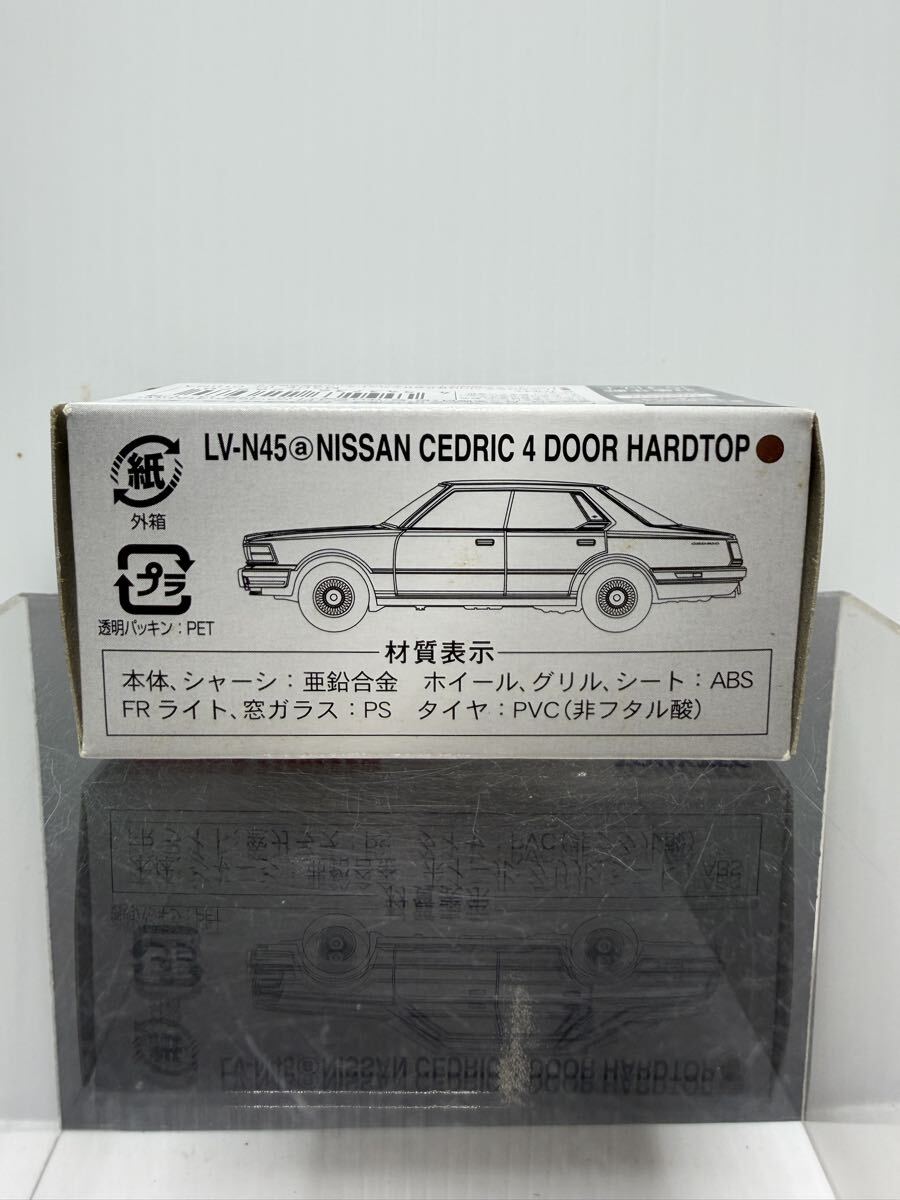 LV-N45ⓐNISSAN CEDRIC 4 DOOR HARDTOP
紙
外箱
プラ
透明パッキン：PET
CEDRIC
材質表示
本体、シャーシ：亜鉛合金 ホイール、グリル、シート：ABS
FRライト、窓ガラス：PS タイヤ：PVC（非フタル酸）